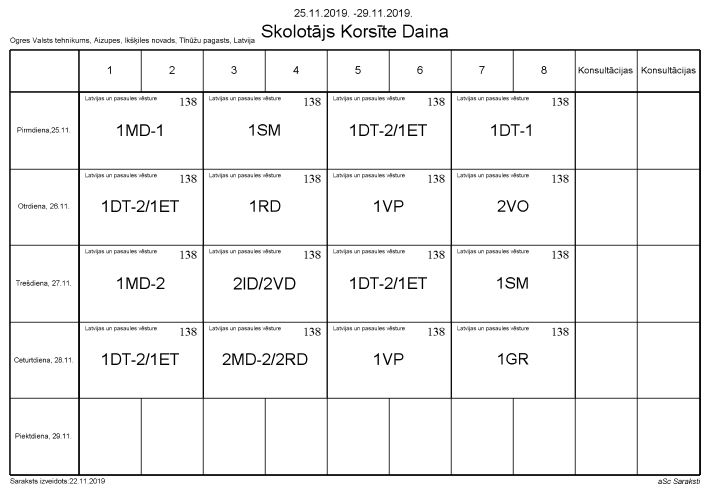 25.11.2019. -29.11.2019.
Skolotājs Korsīte Daina
Ogres Valsts tehnikums, Aizupes, Ikšķiles novads, Tīnūžu pagasts, Latvija
1 2 3 4 5 6 7 8 Konsultācijas Konsultācijas
Latvijas un pasaules vēsture 138 Latvijas un pasaules vēsture 138 Latvijas un pasaules vēsture 138 Latvijas un pasaules vēsture 138
Pirmdiena,25.11. 1MD-1 1SM 1DT-2/1ET 1DT-1
Latvijas un pasaules vēsture 138 Latvijas un pasaules vēsture 138 Latvijas un pasaules vēsture 138 Latvijas un pasaules vēsture 138
Otrdiena, 26.11. 1DT-2/1ET 1RD 1VP 2VO
Latvijas un pasaules vēsture 138 Latvijas un pasaules vēsture 138 Latvijas un pasaules vēsture 138 Latvijas un pasaules vēsture 138
Trešdiena, 27.11. 1MD-2 2ID/2VD 1DT-2/1ET 1SM
Latvijas un pasaules vēsture 138 Latvijas un pasaules vēsture 138 Latvijas un pasaules vēsture 138 Latvijas un pasaules vēsture 138
Ceturtdiena, 28.11. 1DT-2/1ET 2MD-2/2RD 1VP 1GR
Piektdiena, 29.11.
Saraksts izveidots:22.11.2019 aSc Saraksti